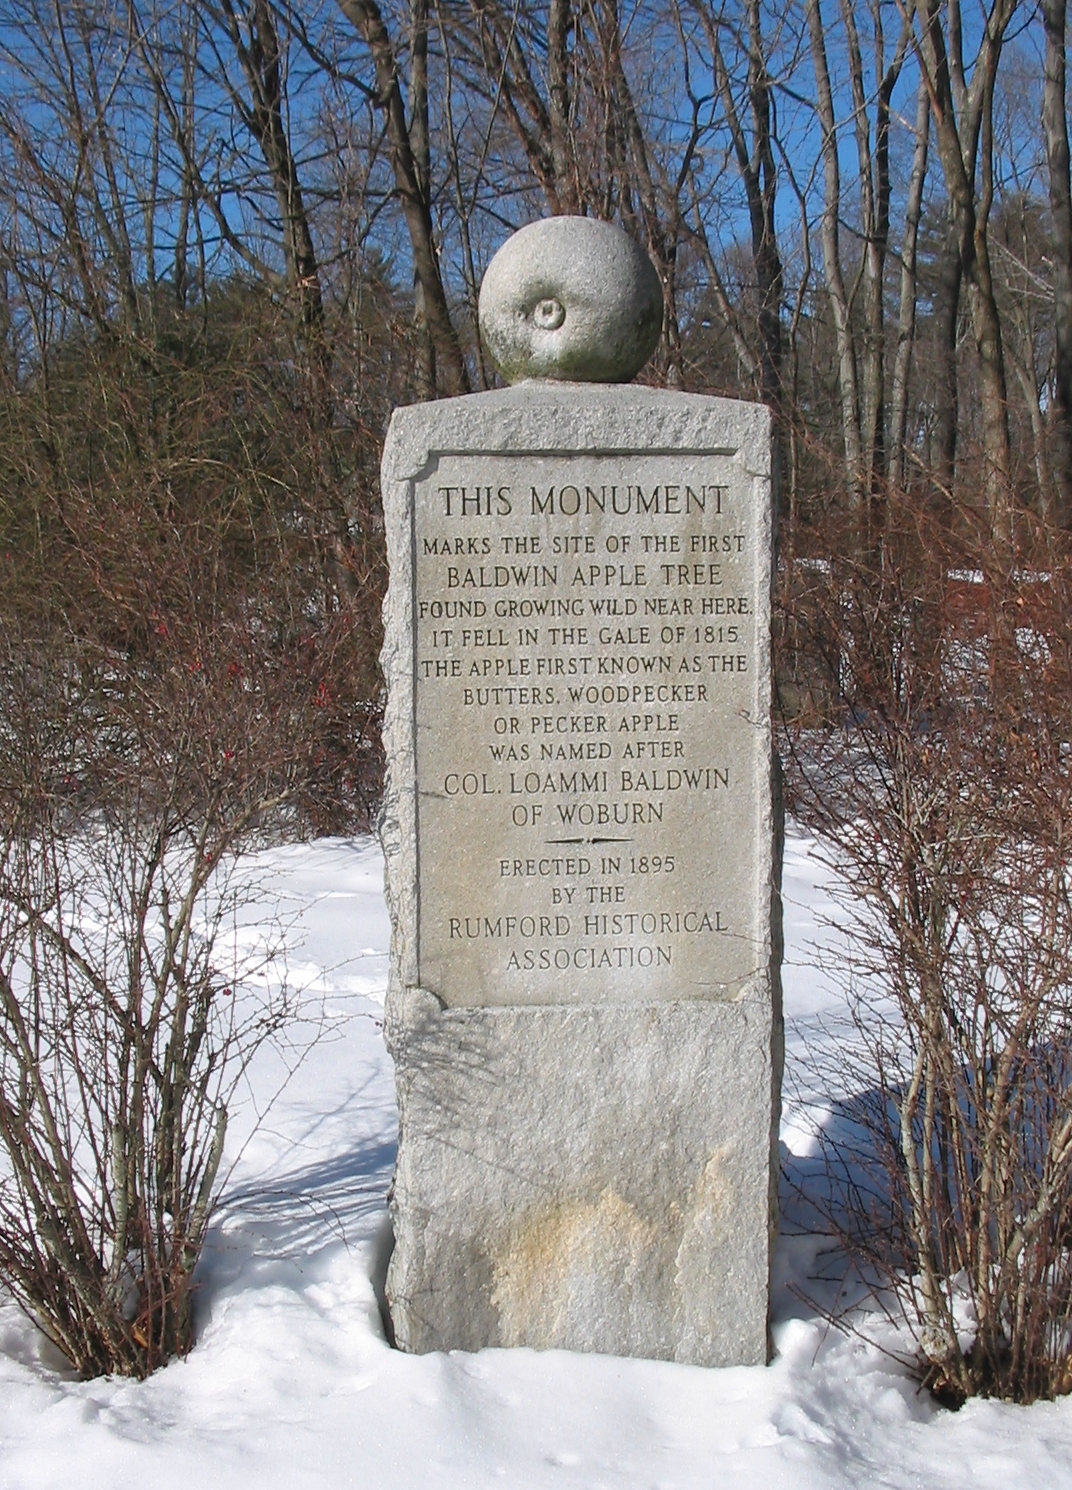 THIS MONUMENT
MARKS THE SITE OF THE FIRST
BALDWIN APPLE TREE
FOUND GROWING WILD NEAR HERE.
IT FELL IN THE GALE OF 1815.
THE APPLE FIRST KNOWN AS THE
BUTTERS, WOODPECKER
OR PECKER APPLE
WAS NAMED AFTER
COL. LOAMMI BALDWIN
OF WOBURN
ERECTED IN 1895
BY THE
RUMFORD HISTORICAL
ASSOCIATION